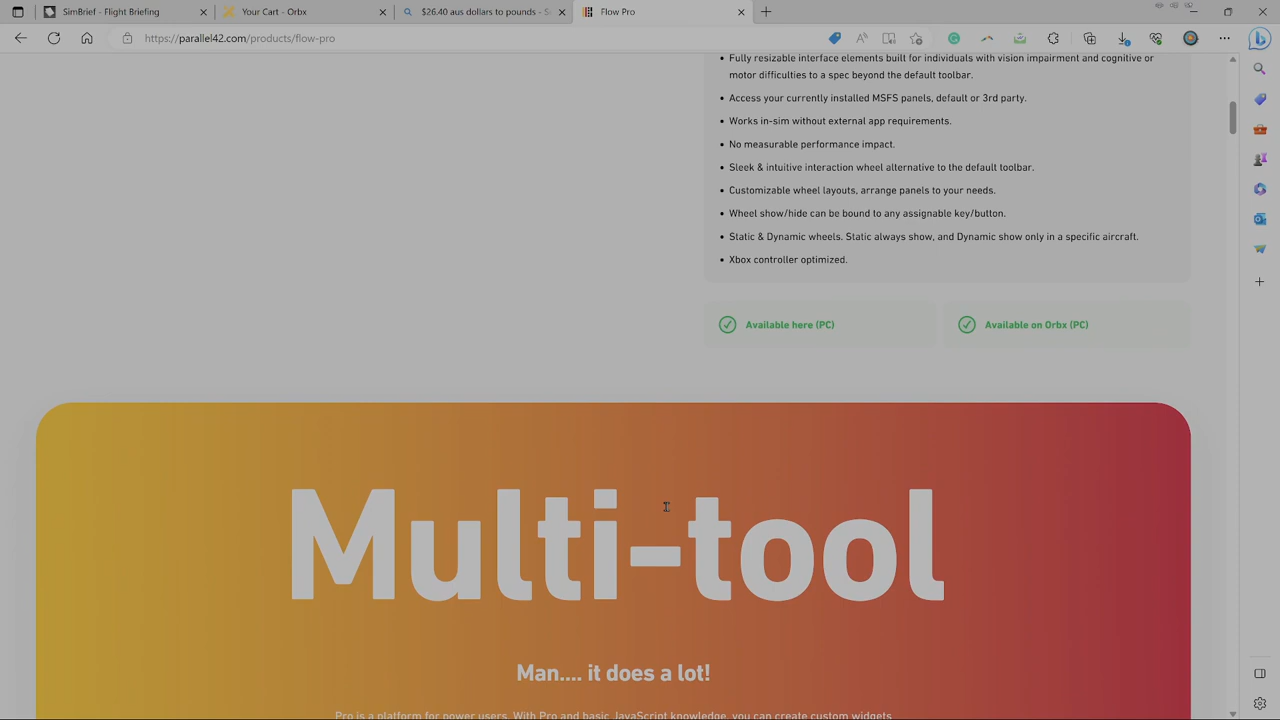 SimBrief - Flight Briefing
Your Cart - Orbx
$26.40 aus dollars to pounds - S
Flow Pro
https://parallel42.com/products/flow-pro
Fully resizable interface elements built for individuals with vision impairment and cognitive or
motor difficulties to a spec beyond the default toolbar.
Access your currently installed MSFS panels, default or 3rd party.
Works in-sim without external app requirements.
No measurable performance impact.
Sleek & intuitive interaction wheel alternative to the default toolbar.
Customizable wheel layouts, arrange panels to your needs.
Wheel show/hide can be bound to any assignable key/button.
Static & Dynamic wheels. Static always show, and Dynamic show only in a specific aircraft.
Xbox controller optimized.
Available here (PC)
Available on Orbx (PC)
Multi-tool
Man.... it does a lot!
Pro is a platform for power users. With Pro and basic JavaScript knowledge, you can create custom widgets